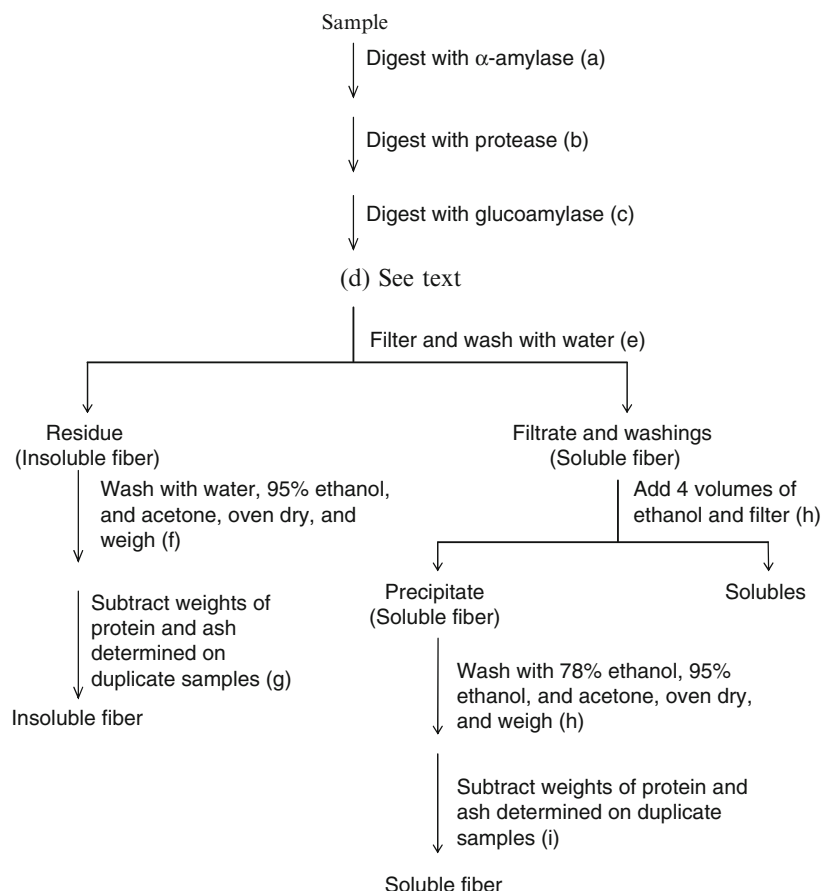 Sample
Digest with α-amylase (a)
Digest with protease (b)
Digest with glucoamylase (c)
(d) See text
Filter and wash with water (e)
Residue
(Insoluble fiber)
Wash with water, 95% ethanol,
and acetone, oven dry, and
weigh (f)
Subtract weights of
protein and ash
determined on
duplicate samples (g)
Insoluble fiber
Filtrate and washings
(Soluble fiber)
Add 4 volumes of
ethanol and filter (h)
Precipitate
(Soluble fiber)
Solubles
Wash with 78% ethanol, 95%
ethanol, and acetone, oven dry,
and weigh (h)
Subtract weights of protein and
ash determined on duplicate
samples (i)
Soluble fiber